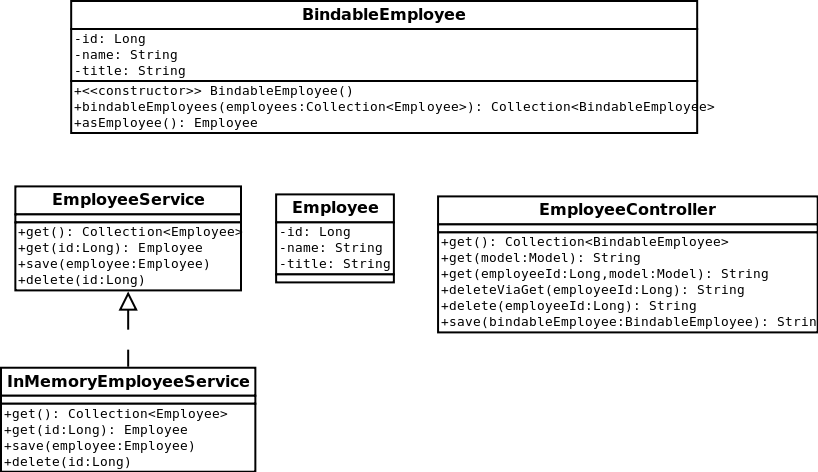 BindableEmployee
-id: Long
-name: String
-title: String
+<<constructor>> BindableEmployee()
+bindableEmployees(employees:Collection<Employee>): Collection<BindableEmployee>
+asEmployee(): Employee
EmployeeService
+get(): Collection<Employee>
+get(id:Long): Employee
+save(employee:Employee)
+delete(id:Long)
Employee
-id: Long
-name: String
-title: String
EmployeeController
+get(): Collection<BindableEmployee>
+get(model:Model): String
+get(employeeId:Long,model:Model): String
+deleteViaGet(employeeId:Long): String
+delete(employeeId:Long): String
+save(bindableEmployee:BindableEmployee): Strin
InMemoryEmployeeService
+get(): Collection<Employee>
+get(id:Long): Employee
+save(employee:Employee)
+delete(id:Long)